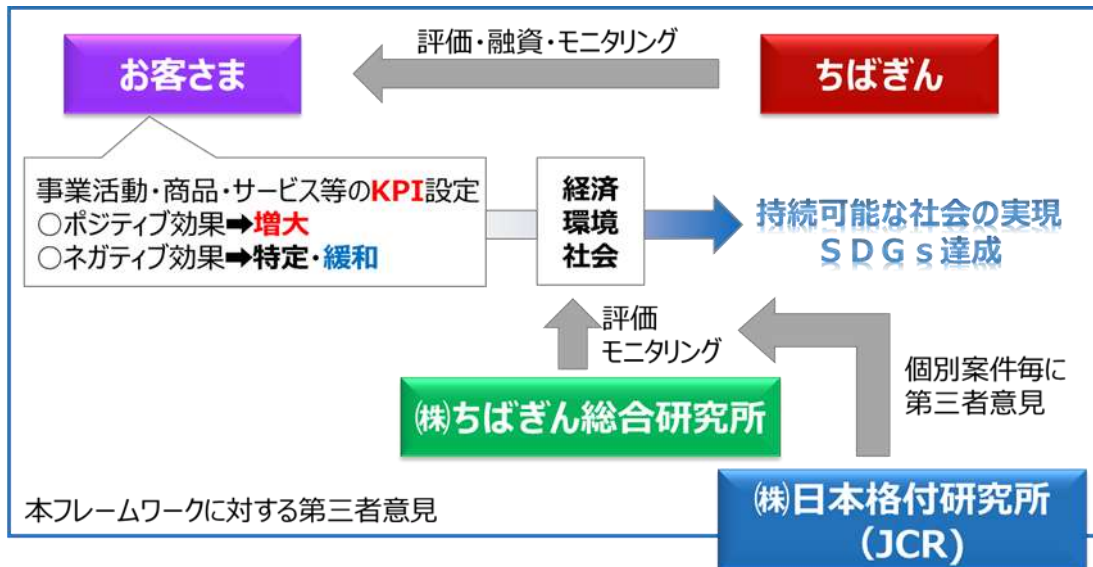 評価・融資・モニタリング
お客さま
ちばぎん
事業活動・商品・サービス等のKPI設定
○ポジティブ効果➡増大
○ネガティブ効果➡特定・緩和
経済
環境
社会
持続可能な社会の実現
ＳＤＧｓ達成
評価
モニタリング
個別案件毎に
第三者意見
㈱ちばぎん総合研究所
本フレームワークに対する第三者意見
㈱日本格付研究所
(JCR)